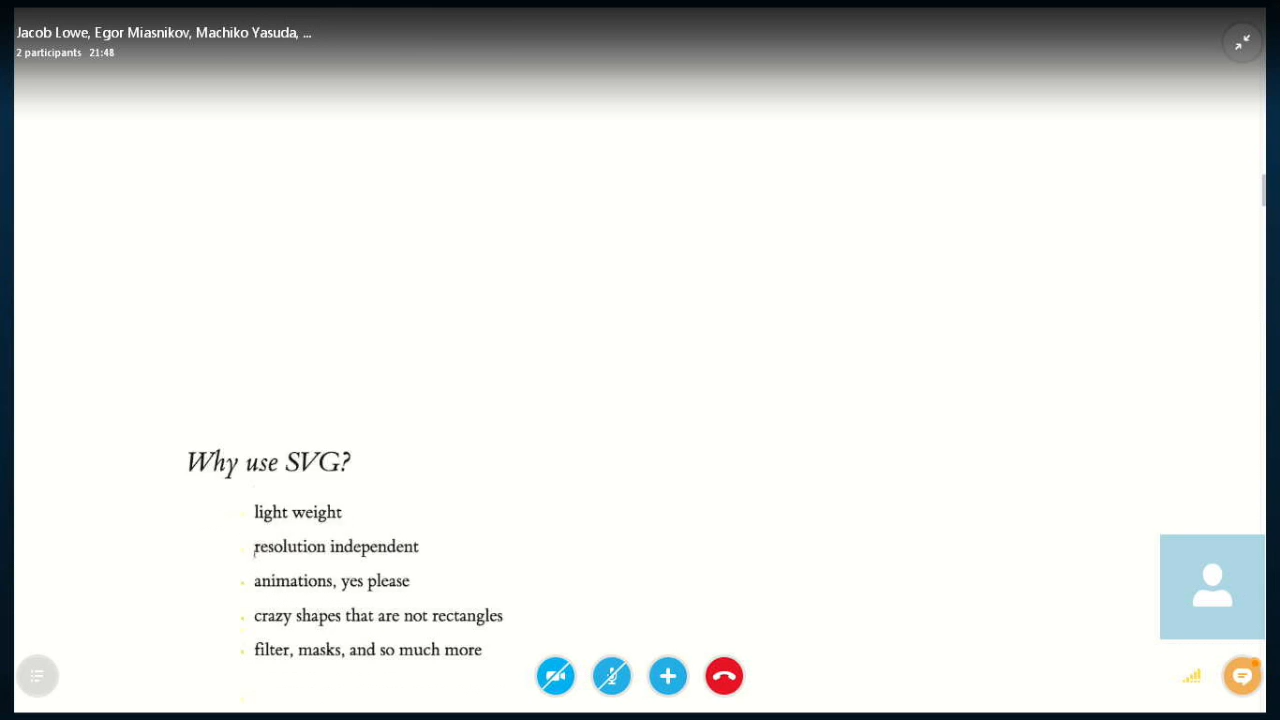 Jacob Lowe, Egor Miasnikov, Machiko Yasuda, ...
2 participants 21:48
Why use SVG?
light weight
resolution independent
animations, yes please
crazy shapes that are not rectangles
filter, masks, and so much more